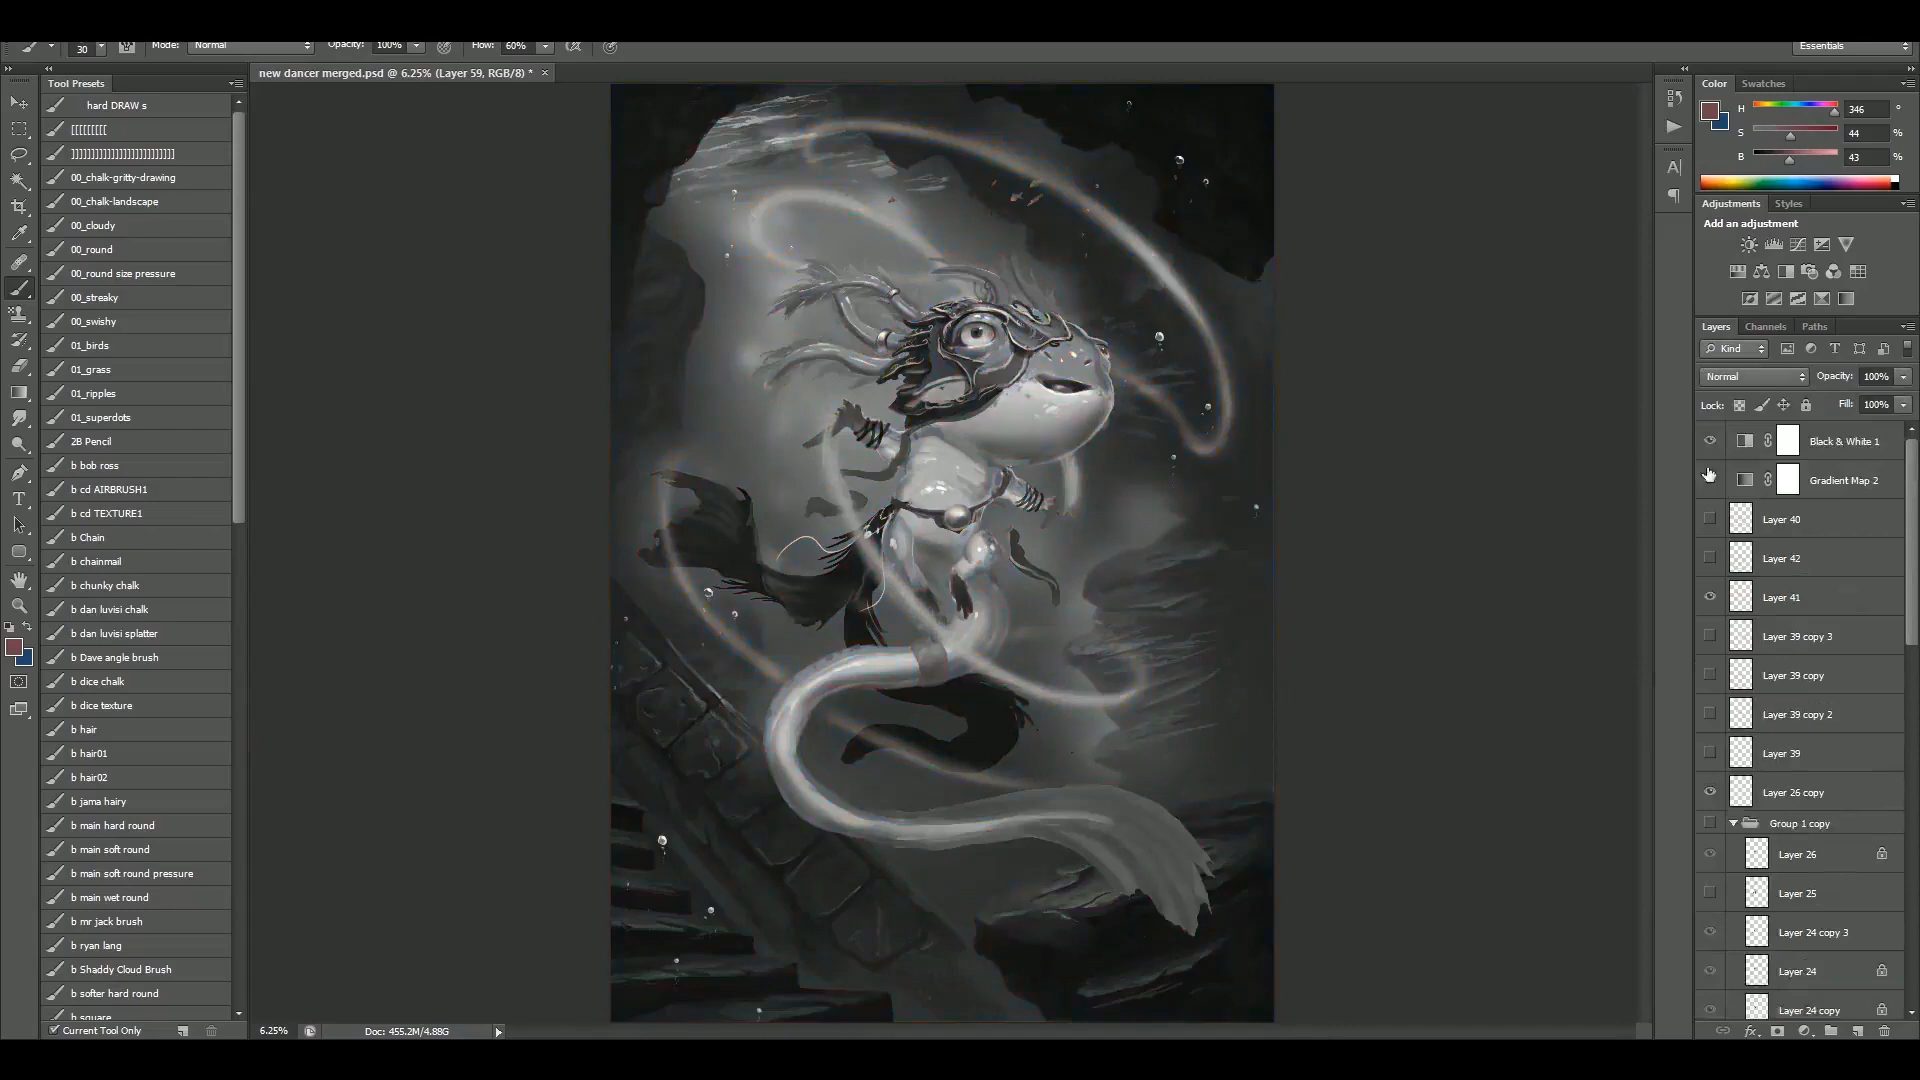 30 Mode: Normal Opacity: 100% Flow: 60% Essentials
Tool Presets
new dancer merged.psd @ 6.25% (Layer 59, RGB/8) * ×
hard DRAW s
[[[[[[[[[
00_chalk-gritty-drawing
00_chalk-landscape
00_cloudy
00_round
00_round size pressure
00_streaky
00_swishy
01_birds
01_grass
01_ripples
01_superdots
2B Pencil
b bob ross
b cd AIRBRUSH1
b cd TEXTURE1
b Chain
b chainmail
b chunky chalk
b dan luvisi chalk
b dan luvisi splatter
b Dave angle brush
b dice chalk
b dice texture
b hair
b hair01
b hair02
b jama hairy
b main hard round
b main soft round
b main soft round pressure
b main wet round
b mr jack brush
b ryan lang
b Shaddy Cloud Brush
b softer hard round
b square
Current Tool Only
6.25% Doc: 455.2M/4.88G
Color Swatches
H 346 °
S 44 %
B 43 %
Adjustments Styles
Add an adjustment
Layers Channels Paths
Kind
Normal Opacity: 100%
Lock: Fill: 100%
Black & White 1
Gradient Map 2
Layer 40
Layer 42
Layer 41
Layer 39 copy 3
Layer 39 copy
Layer 39 copy 2
Layer 39
Layer 26 copy
Group 1 copy
Layer 26
Layer 25
Layer 24 copy 3
Layer 24
Layer 24 copy